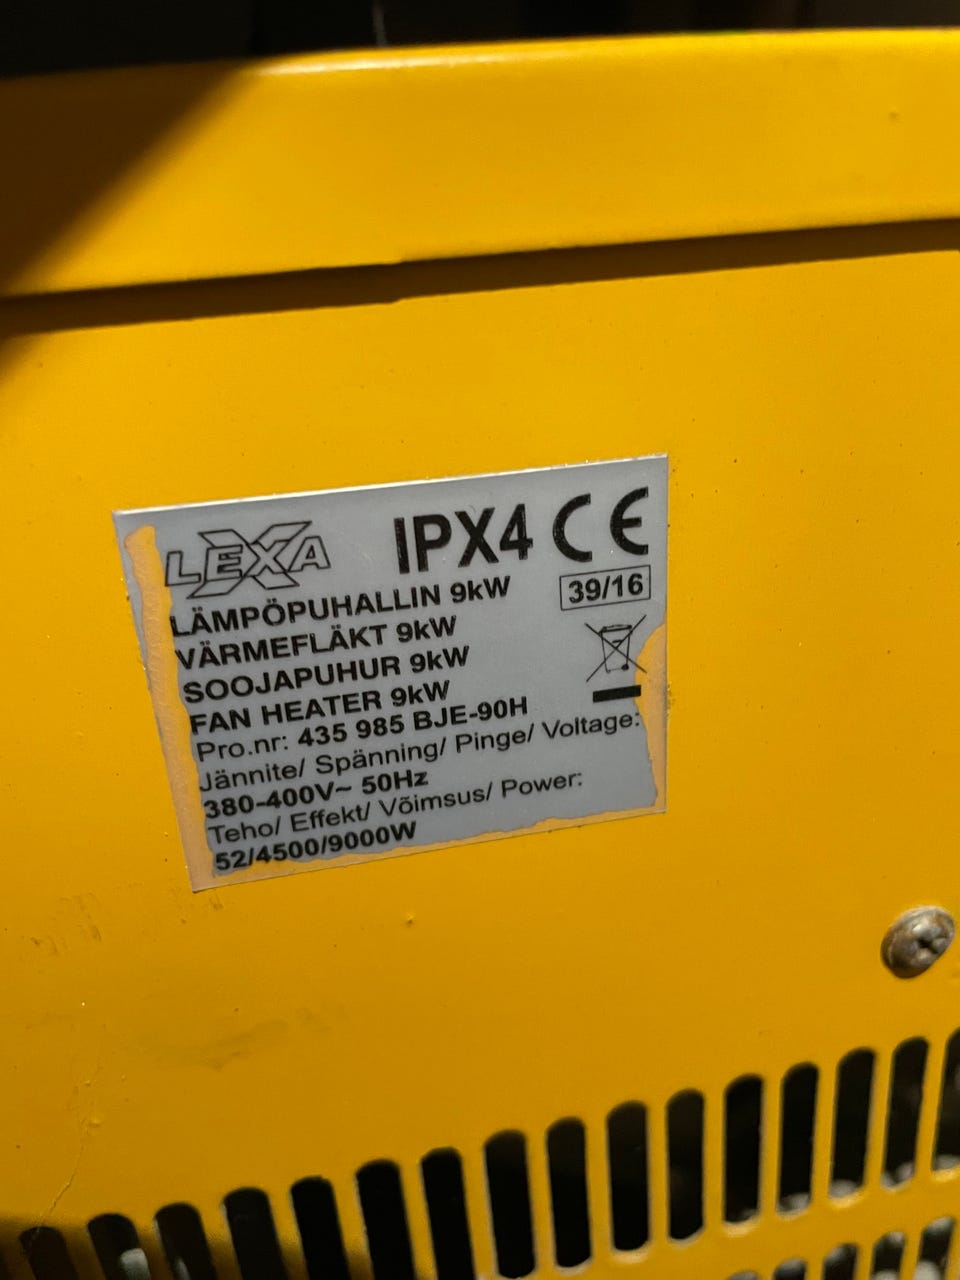 LEXA IPX4 CE
LÄMPÖPUHALLIN 9kW
39/16
VÄRMEFLÄKT 9kW
SOOJAPUHUR 9kW
FAN HEATER 9kW
Pro.nr: 435 985 BJE-90H
Jännite/ Spänning/ Pinge/ Voltage:
380-400V~ 50Hz
Teho/ Effekt/ Võimsus/ Power:
52/4500/9000W